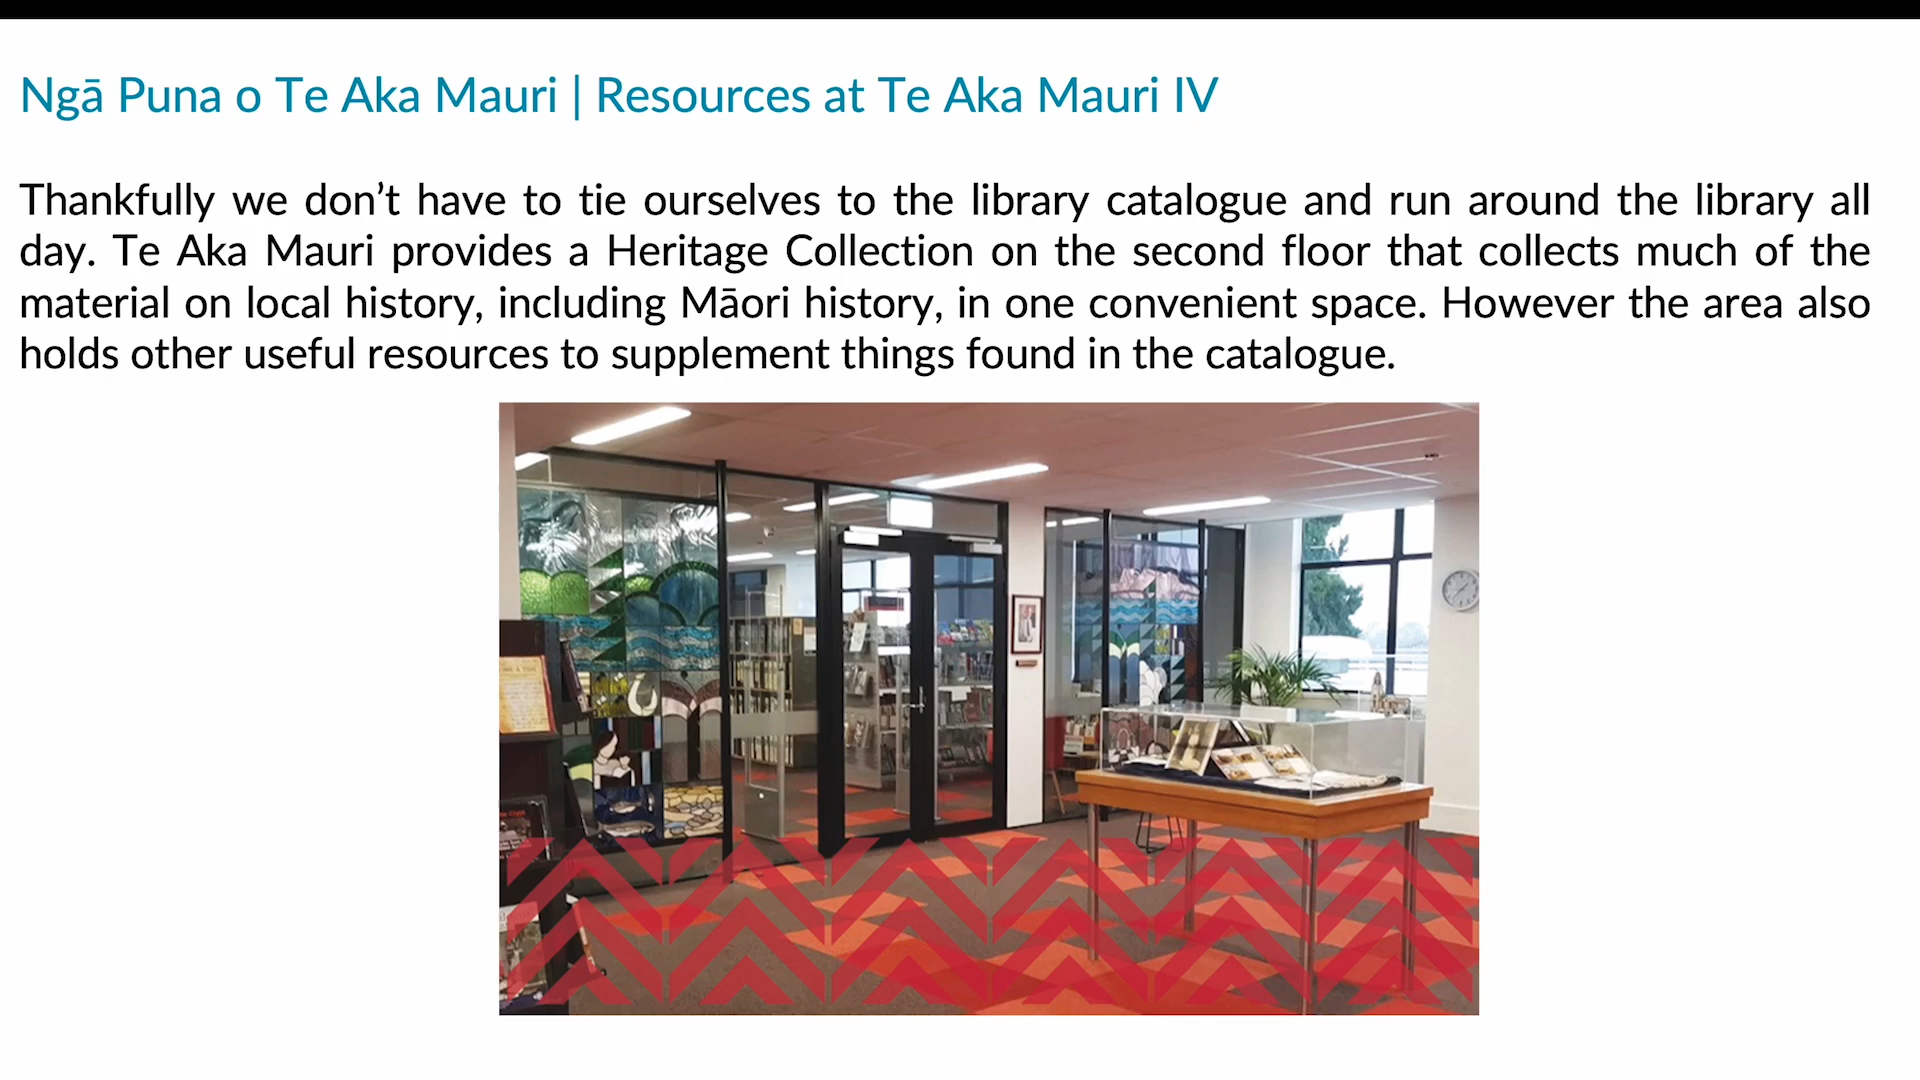 Ngā Puna o Te Aka Mauri | Resources at Te Aka Mauri IV
Thankfully we don’t have to tie ourselves to the library catalogue and run around the library all
day. Te Aka Mauri provides a Heritage Collection on the second floor that collects much of the
material on local history, including Māori history, in one convenient space. However the area also
holds other useful resources to supplement things found in the catalogue.